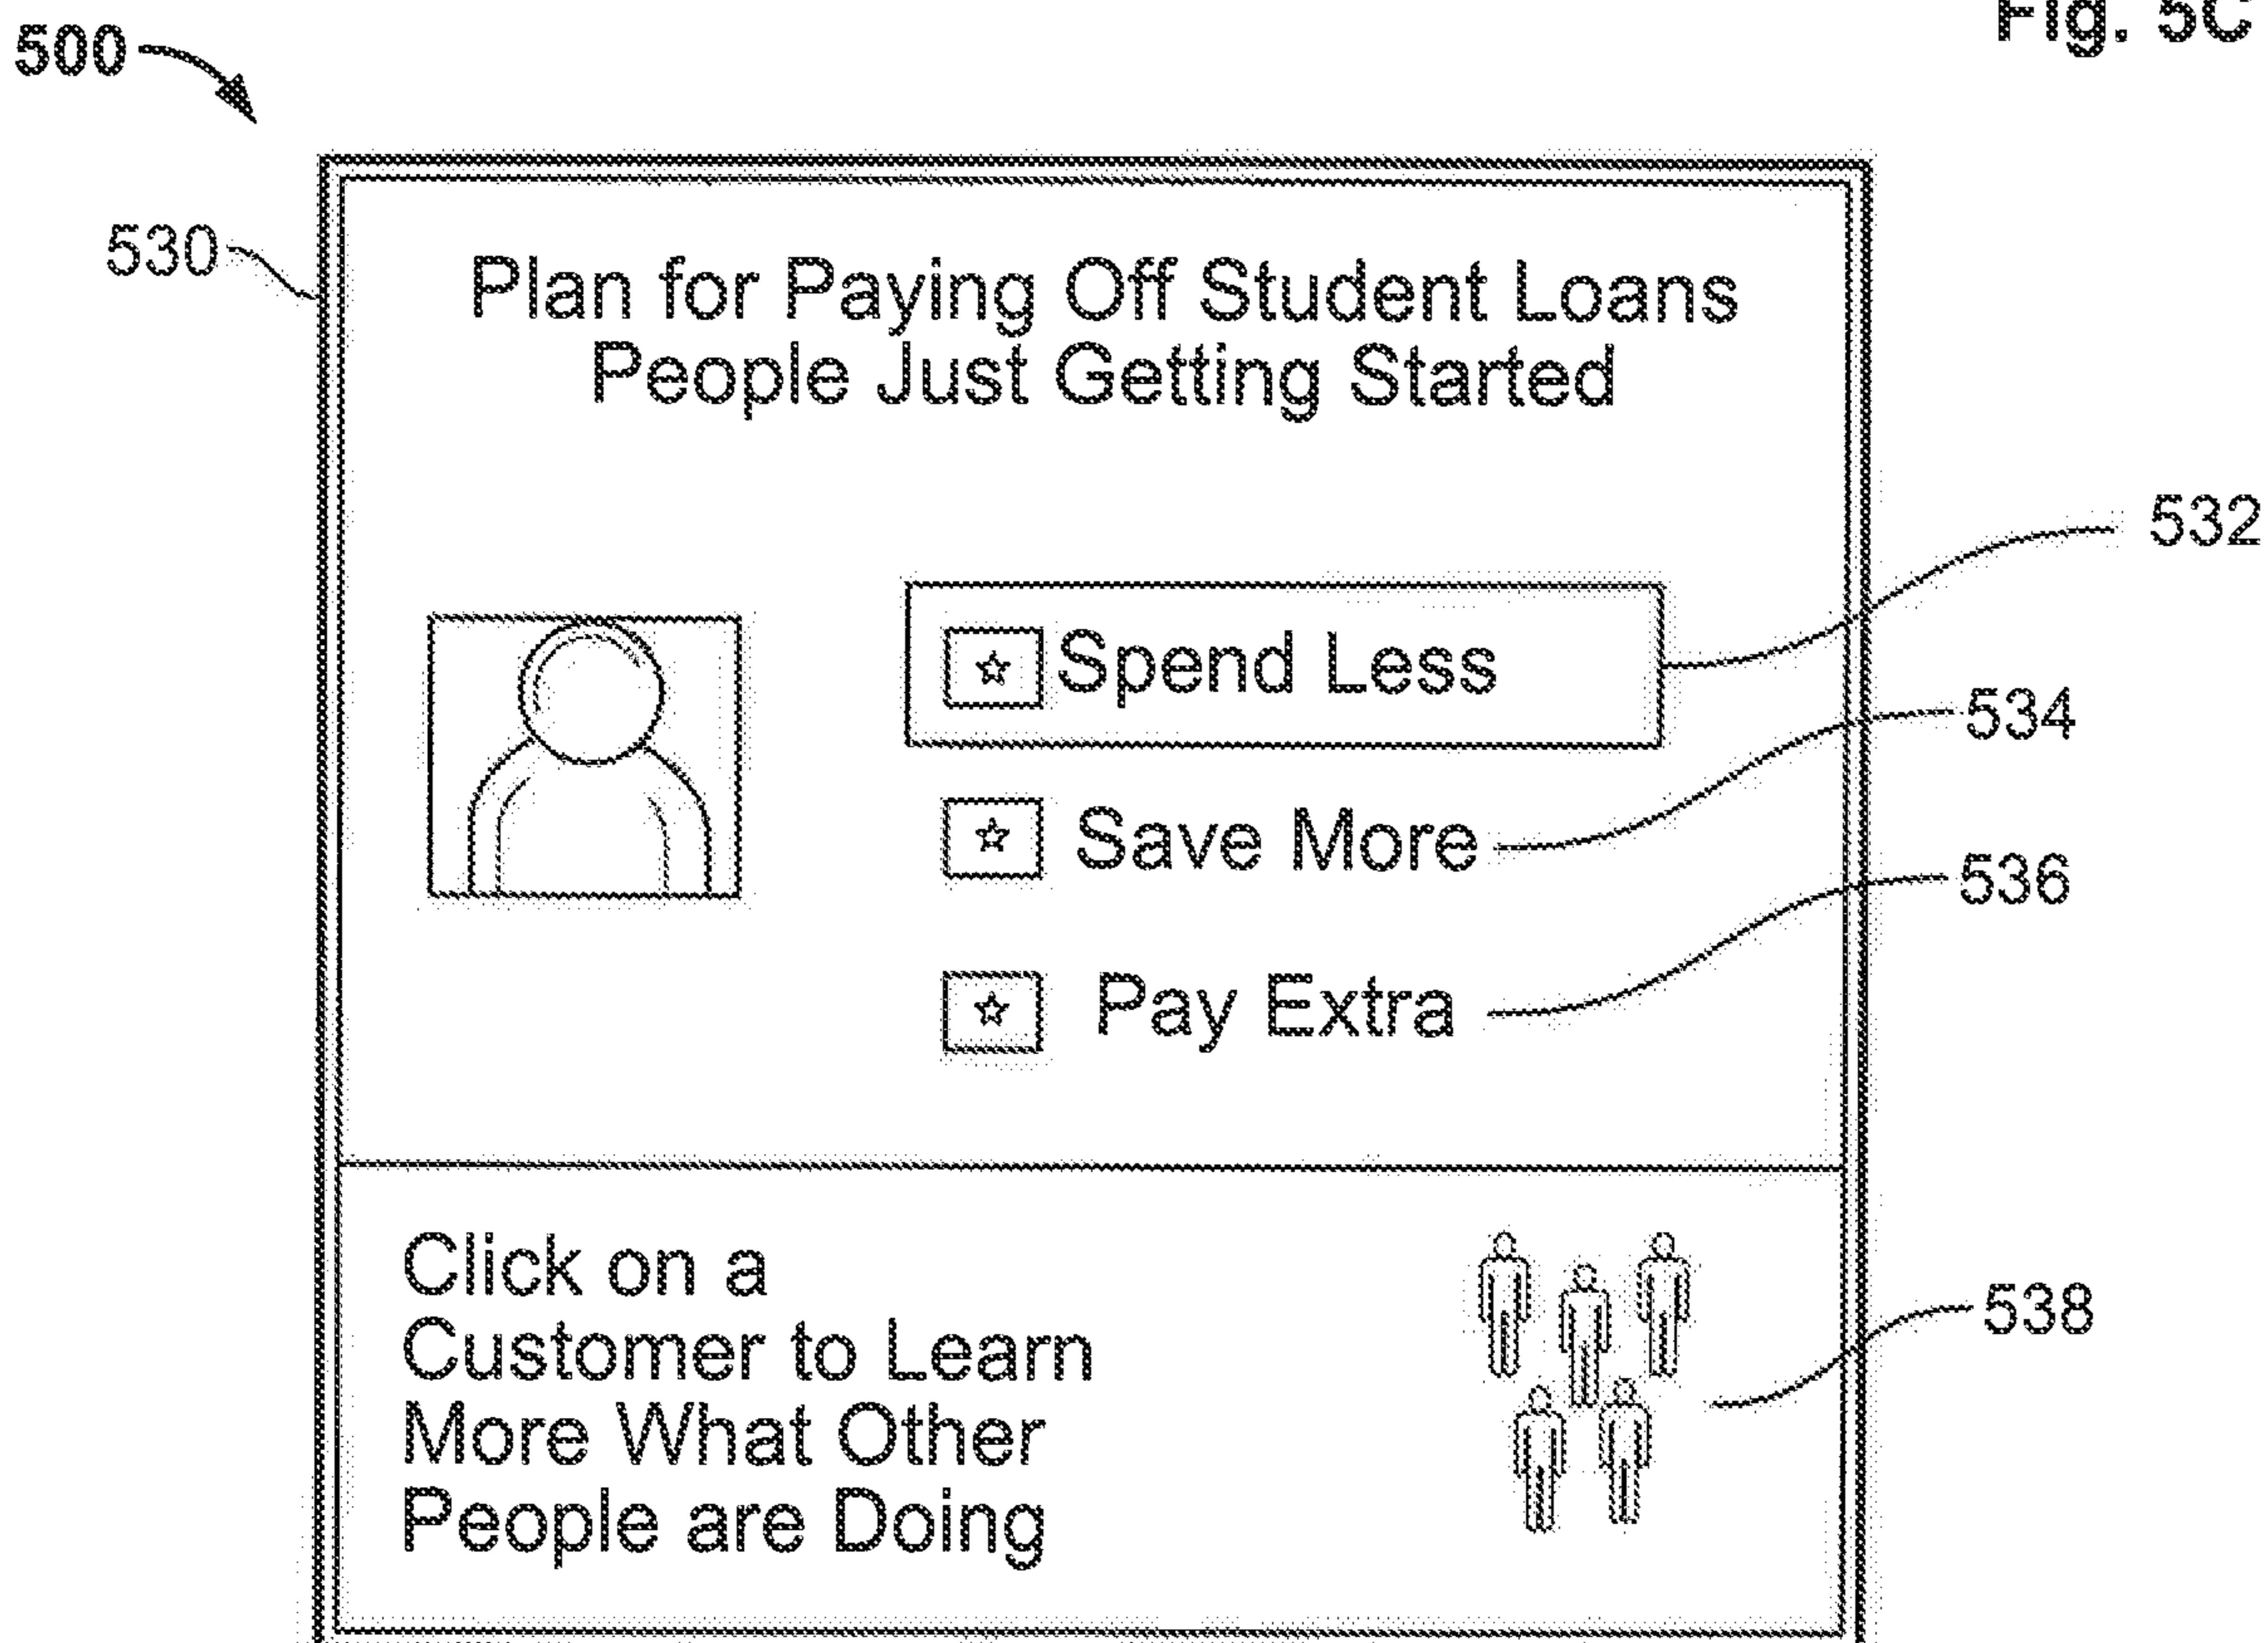 Fig. 5C
500
530
Plan for Paying Off Student Loans
People Just Getting Started
532
Spend Less
534
Save More
536
Pay Extra
Click on a
Customer to Learn
More What Other
People are Doing
538